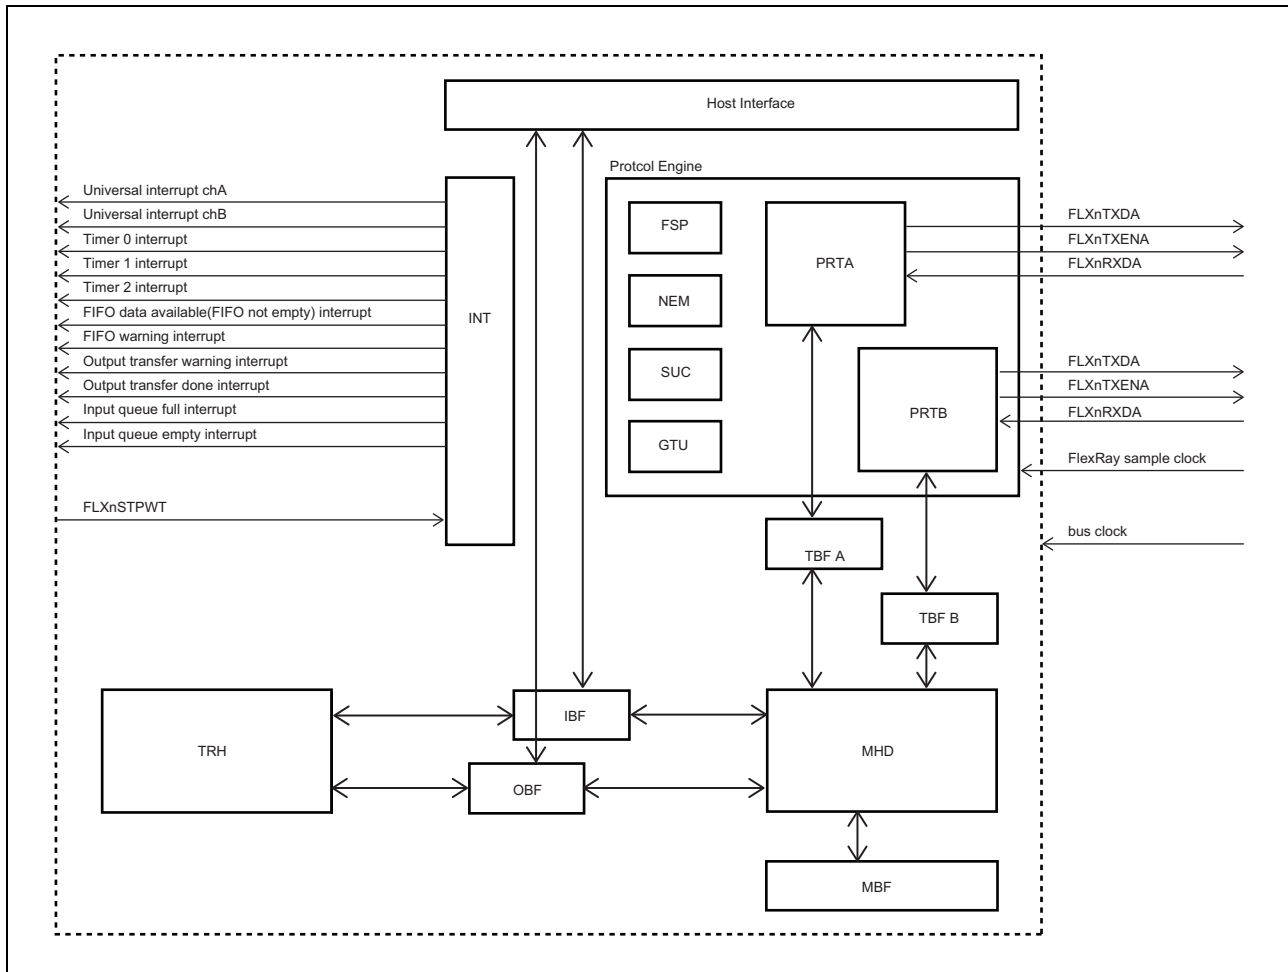 Host Interface
Protcol Engine
Universal interrupt chA
Universal interrupt chB
Timer 0 interrupt
Timer 1 interrupt
Timer 2 interrupt
FIFO data available(FIFO not empty) interrupt
FIFO warning interrupt
Output transfer warning interrupt
Output transfer done interrupt
Input queue full interrupt
Input queue empty interrupt
FLXnSTPWT
INT
FSP
NEM
SUC
GTU
PRTA
PRTB
FLXnTXDA
FLXnTXENA
FLXnRXDA
FLXnTXDA
FLXnTXENA
FLXnRXDA
FlexRay sample clock
bus clock
TBF A
TBF B
TRH
IBF
OBF
MHD
MBF